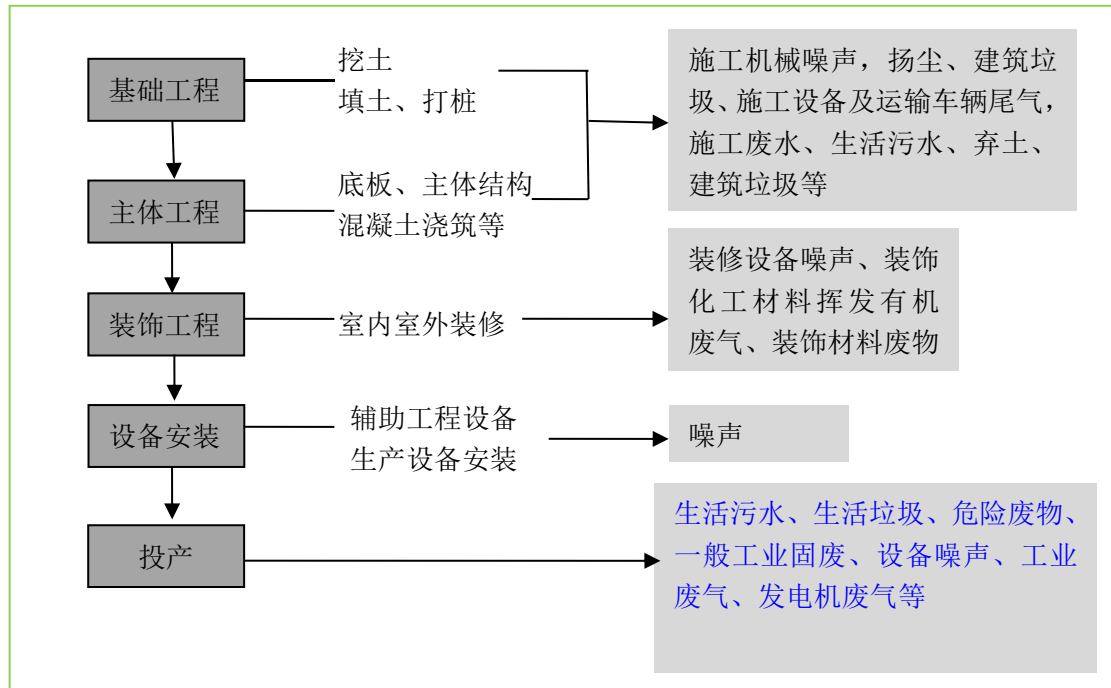 基础工程
挖土
填土、打桩
施工机械噪声，扬尘、建筑垃
圾、施工设备及运输车辆尾气，
施工废水、生活污水、弃土、
建筑垃圾等
主体工程
底板、主体结构
混凝土浇筑等
装饰工程
室内室外装修
装修设备噪声、装饰
化工材料挥发有机
废气、装饰材料废物
设备安装
辅助工程设备
生产设备安装
噪声
投产
生活污水、生活垃圾、危险废物、
一般工业固废、设备噪声、工业
废气、发电机废气等